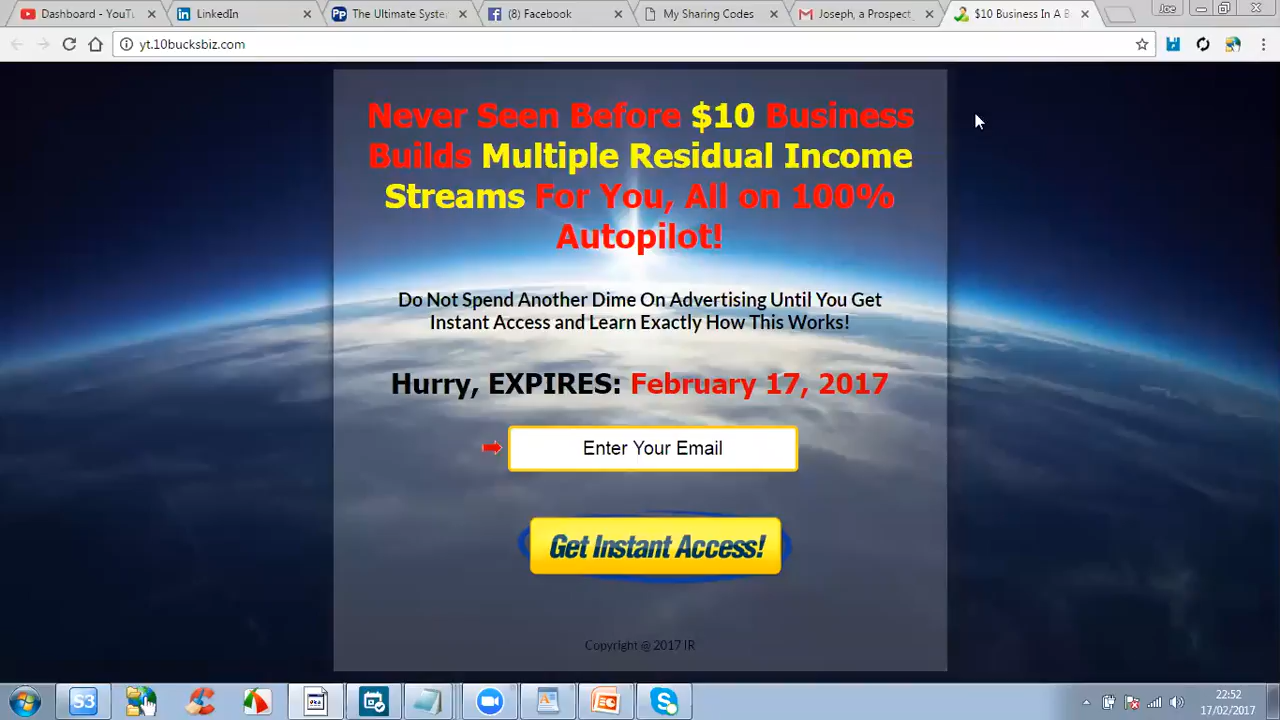 Dashboard - YouTu
LinkedIn
The Ultimate Syste
(8) Facebook
My Sharing Codes
Joseph, a Prospect
$10 Business In A B
Joe
yt.10bucksbiz.com
Never Seen Before $10 Business
Builds Multiple Residual Income
Streams For You, All on 100%
Autopilot!
Do Not Spend Another Dime On Advertising Until You Get
Instant Access and Learn Exactly How This Works!
Hurry, EXPIRES: February 17, 2017
Enter Your Email
Get Instant Access!
Copyright @ 2017 IR
S3
22:52
17/02/2017